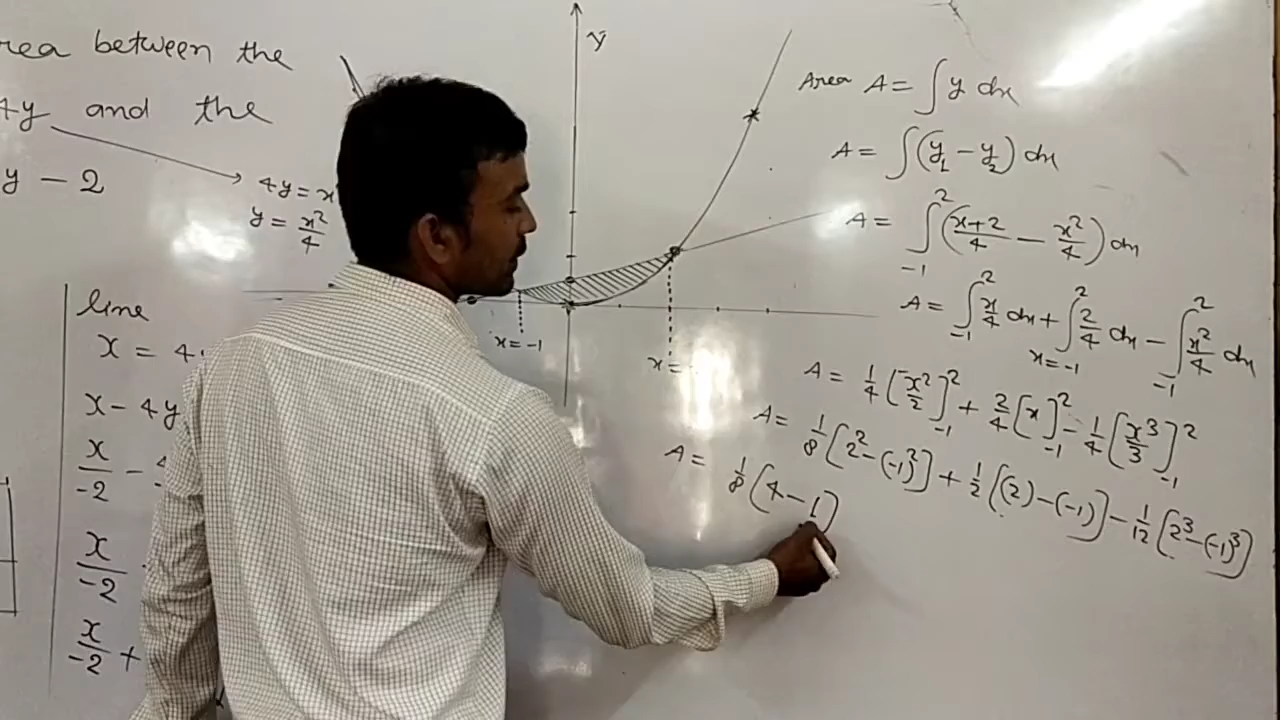 rea between the
4y and the
y - 2
4y = x
y = x²/4
line
x = 4
x - 4y
x/-2 - 4
x/-2
x/-2 +
y
x = -1
x =
Area A = ∫ y dx
A = ∫ (y₁ - y₂) dx
A = ∫₋₁² (x+2/4 - x²/4) dx
A = ∫₋₁² x/4 dx + ∫ₓ₌₋₁² 2/4 dx - ∫₋₁² x²/4 dx
A = 1/4 [x²/2]₋₁² + 2/4 [x]₋₁² - 1/4 [x³/3]₋₁²
A = 1/8 [2² - (-1)²] + 1/2 [(2) - (-1)] - 1/12 [2³ - (-1)³]
A = 1/8 (4 - 1)